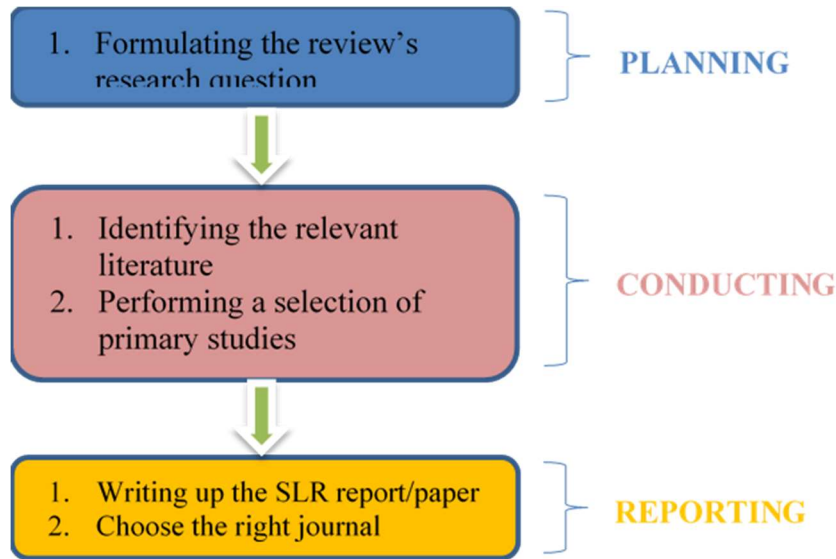 1. Formulating the review's
research question
PLANNING
1. Identifying the relevant
literature
2. Performing a selection of
primary studies
CONDUCTING
1. Writing up the SLR report/paper
2. Choose the right journal
REPORTING